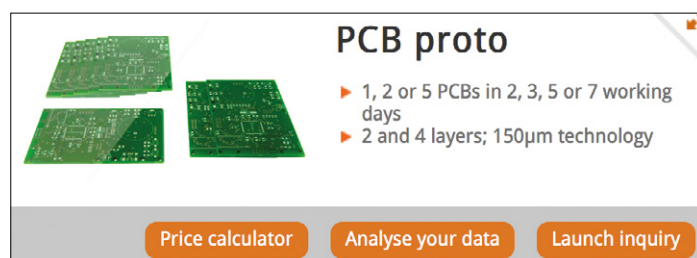 PCB proto
1, 2 or 5 PCBs in 2, 3, 5 or 7 working
days
2 and 4 layers; 150µm technology
Price calculator
Analyse your data
Launch inquiry